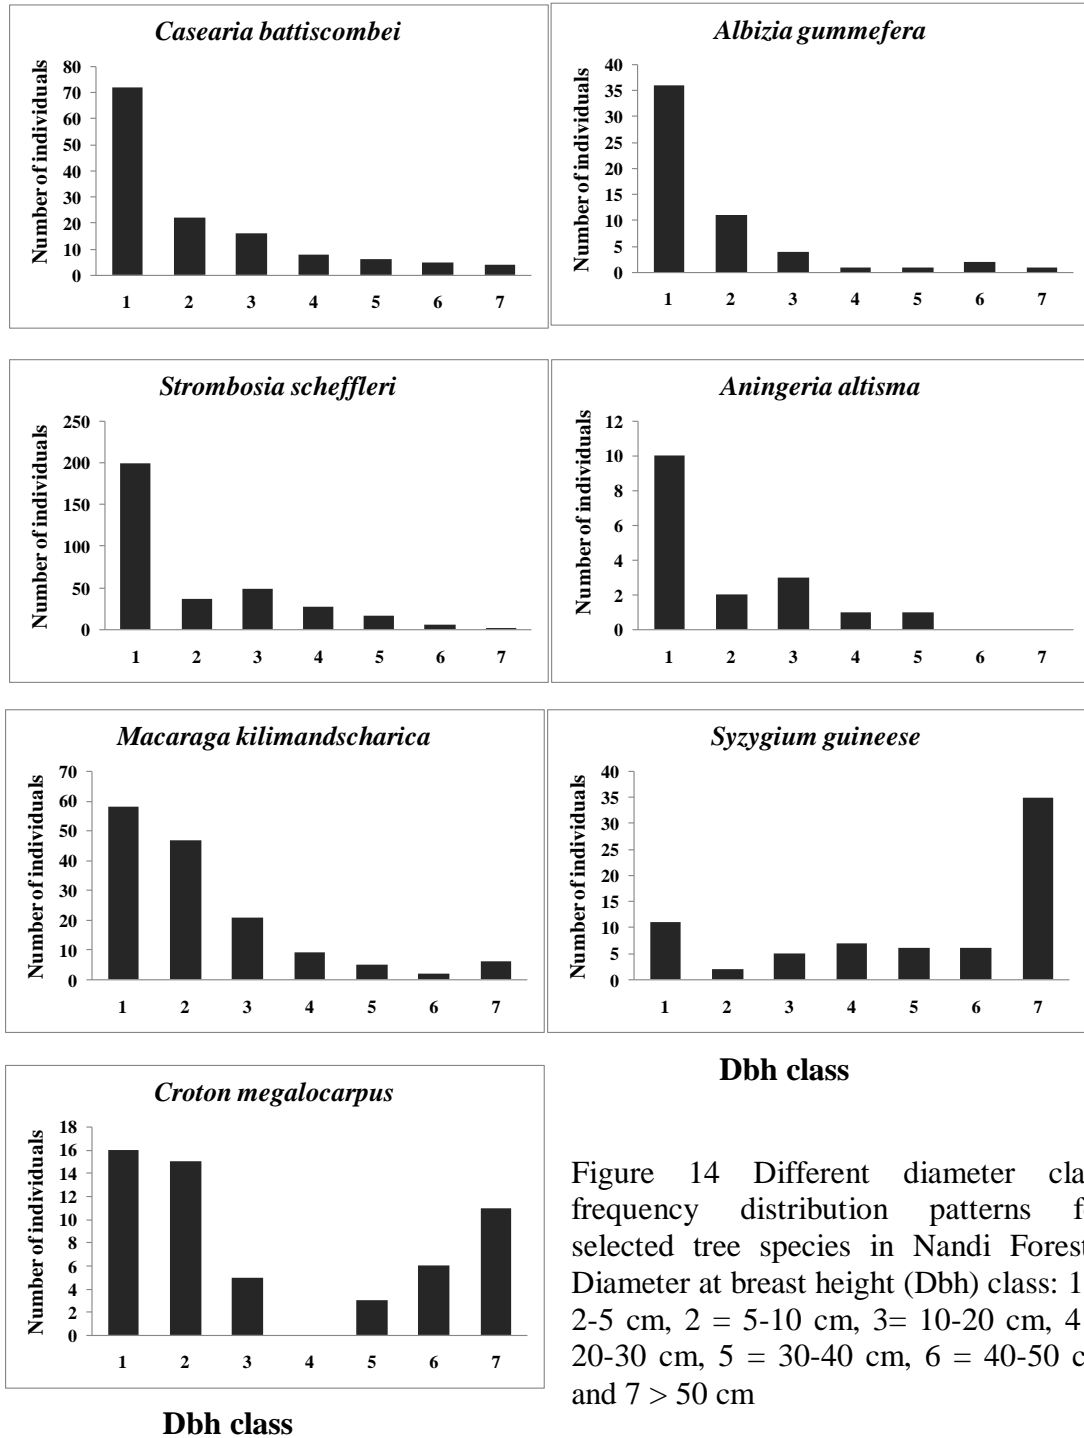 Casearia battiscombei
Number of individuals
80
70
60
50
40
30
20
10
0
1 2 3 4 5 6 7
Albizia gummefera
Number of individuals
40
35
30
25
20
15
10
5
0
1 2 3 4 5 6 7
Strombosia scheffleri
Number of individuals
250
200
150
100
50
0
1 2 3 4 5 6 7
Aningeria altisma
Number of individuals
12
10
8
6
4
2
0
1 2 3 4 5 6 7
Macaraga kilimandscharica
Number of individuals
70
60
50
40
30
20
10
0
1 2 3 4 5 6 7
Syzygium guineese
Number of individuals
40
35
30
25
20
15
10
5
0
1 2 3 4 5 6 7
Dbh class
Croton megalocarpus
Number of individuals
18
16
14
12
10
8
6
4
2
0
1 2 3 4 5 6 7
Dbh class
Figure 14 Different diameter
frequency distribution patterns
selected tree species in Nandi Forest
Diameter at breast height (Dbh) class: 1
2-5 cm, 2 = 5-10 cm, 3= 10-20 cm, 4
20-30 cm, 5 = 30-40 cm, 6 = 40-50
and 7 > 50 cm